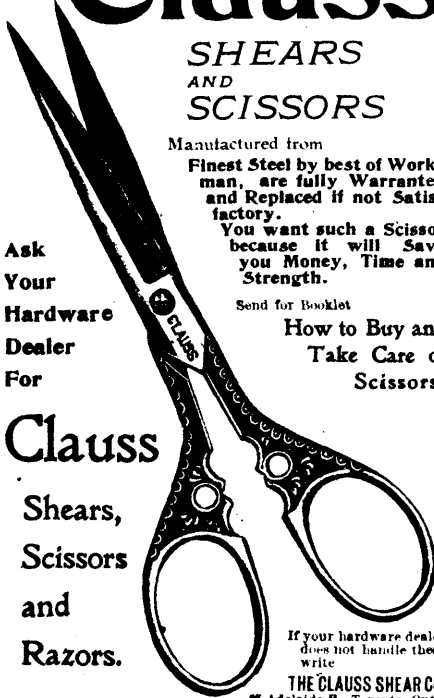 Clauss
SHEARS
AND
SCISSORS
Manufactured from
Finest Steel by best of Work-
man, are fully Warrante
and Replaced if not Satis
factory.
You want such a Scisso
because it will Sav
you Money, Time an
Strength.
Send for Booklet
How to Buy an
Take Care o
Scissors
CLAUSS
Ask
Your
Hardware
Dealer
For
Clauss
Shears,
Scissors
and
Razors.
If your hardware deale
does not handle the
write
THE CLAUSS SHEAR C